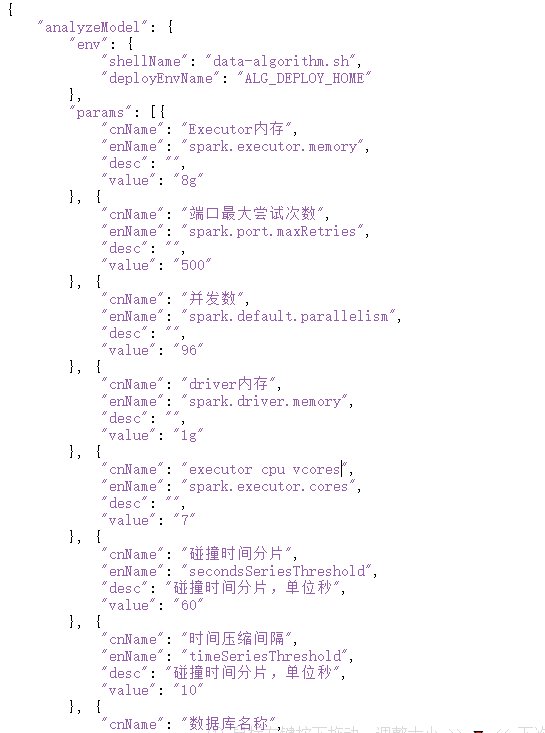 {
"analyzeModel": {
"env": {
"shellName": "data-algorithm.sh",
"deployEnvName": "ALG_DEPLOY_HOME"
},
"params": [{
"cnName": "Executor内存",
"enName": "spark.executor.memory",
"desc": "",
"value": "8g"
}, {
"cnName": "端口最大尝试次数",
"enName": "spark.port.maxRetries",
"desc": "",
"value": "500"
}, {
"cnName": "并发数",
"enName": "spark.default.parallelism",
"desc": "",
"value": "96"
}, {
"cnName": "driver内存",
"enName": "spark.driver.memory",
"desc": "",
"value": "1g"
}, {
"cnName": "executor cpu vcores",
"enName": "spark.executor.cores",
"desc": "",
"value": "7"
}, {
"cnName": "碰撞时间分片",
"enName": "secondsSeriesThreshold",
"desc": "碰撞时间分片，单位秒",
"value": "60"
}, {
"cnName": "时间压缩间隔",
"enName": "timeSeriesThreshold",
"desc": "碰撞时间分片，单位秒",
"value": "10"
}, {
"cnName": "数据库名称",